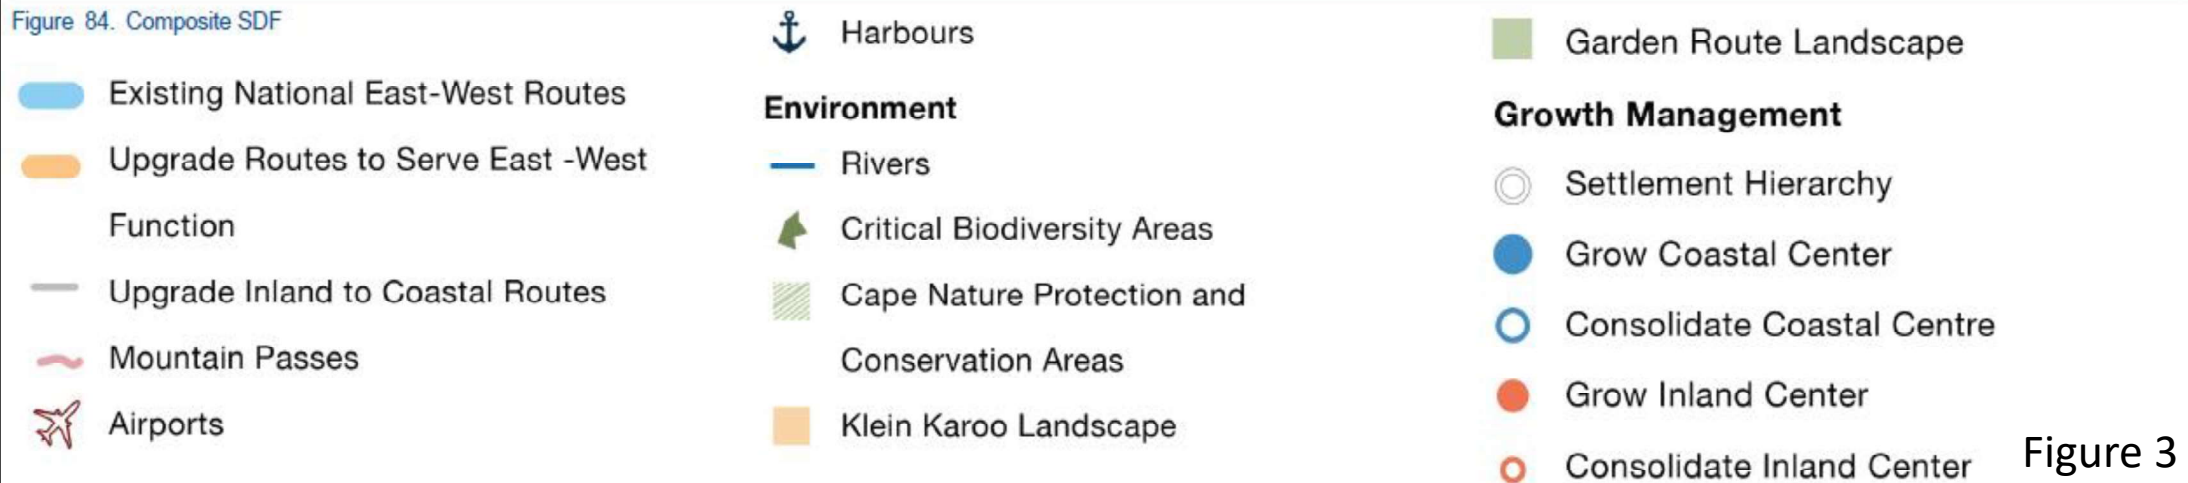 Figure 84. Composite SDF
Existing National East-West Routes
Upgrade Routes to Serve East -West
Function
Upgrade Inland to Coastal Routes
Mountain Passes
Airports
Harbours
Environment
Rivers
Critical Biodiversity Areas
Cape Nature Protection and
Conservation Areas
Klein Karoo Landscape
Garden Route Landscape
Growth Management
Settlement Hierarchy
Grow Coastal Center
Consolidate Coastal Centre
Grow Inland Center
Consolidate Inland Center
Figure 3